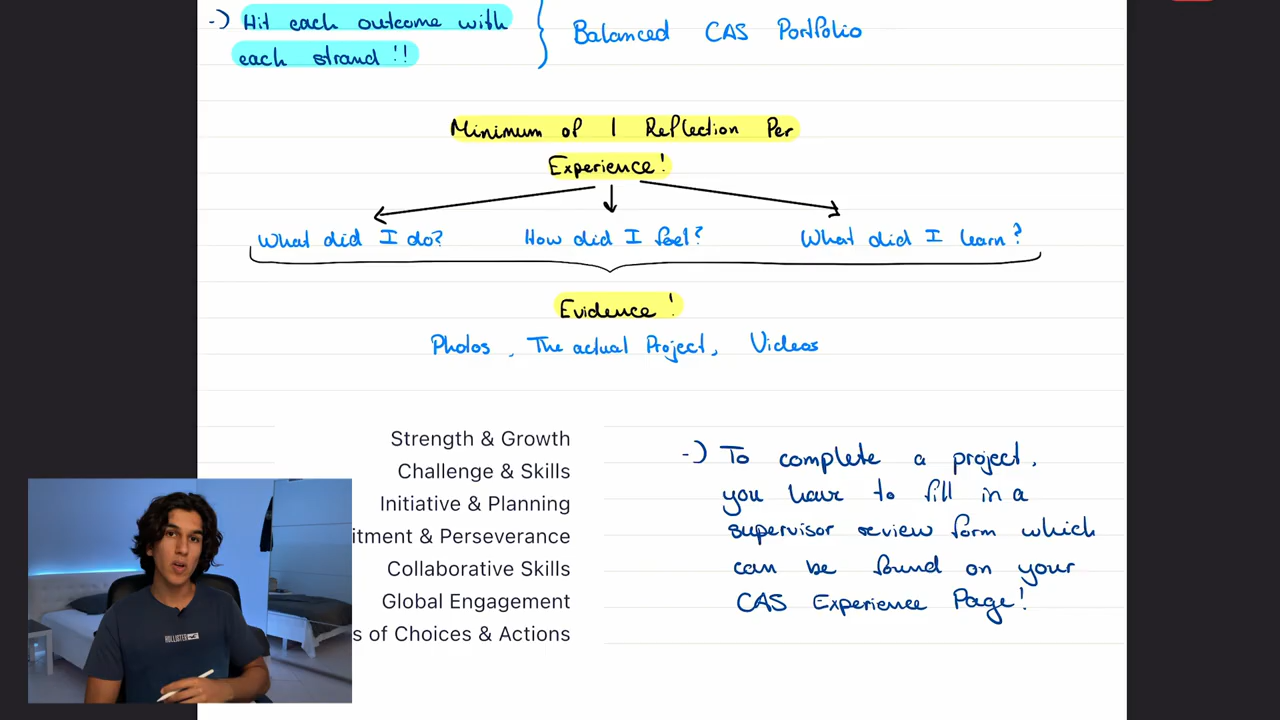 -) Hit each outcome with
each strand!!
Balanced CAS Portfolio
Minimum of 1 Reflection Per
Experience!
What did I do? How did I feel? What did I learn?
Evidence!
Photos, The actual Project, Videos
Strength & Growth
Challenge & Skills
Initiative & Planning
itment & Perseverance
Collaborative Skills
Global Engagement
s of Choices & Actions
-) To complete a project,
you have to fill in a
supervisor review form which
can be found on your
CAS Experience Page!
HOLLISTER